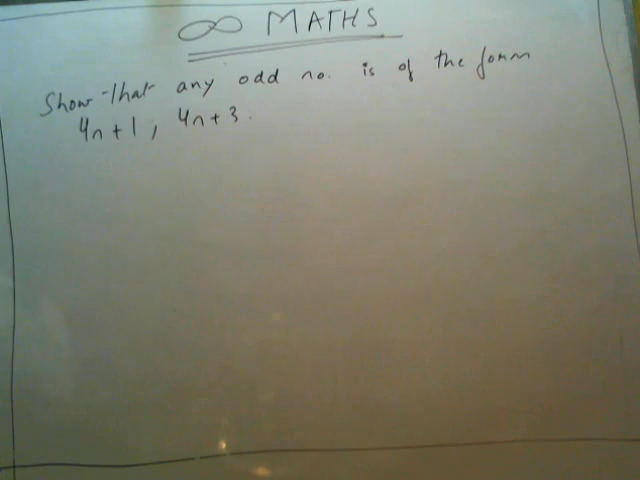 ∞ MATHS
Show that any odd no. is of the form
4n+1, 4n+3.